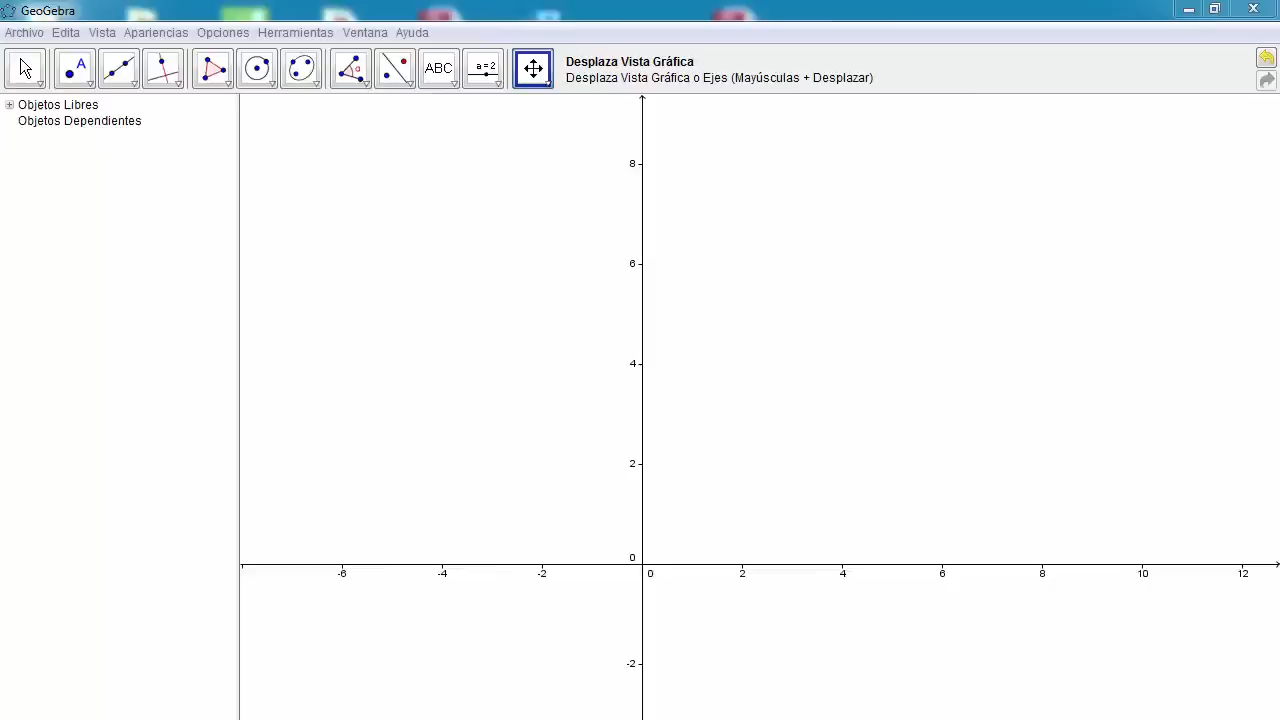 GeoGebra
Archivo Edita Vista Apariencias Opciones Herramientas Ventana Ayuda
A
α
ABC
a = 2
Desplaza Vista Gráfica
Desplaza Vista Gráfica o Ejes (Mayúsculas + Desplazar)
Objetos Libres
Objetos Dependientes
8
6
4
2
0
-6 -4 -2 0 2 4 6 8 10 12
-2